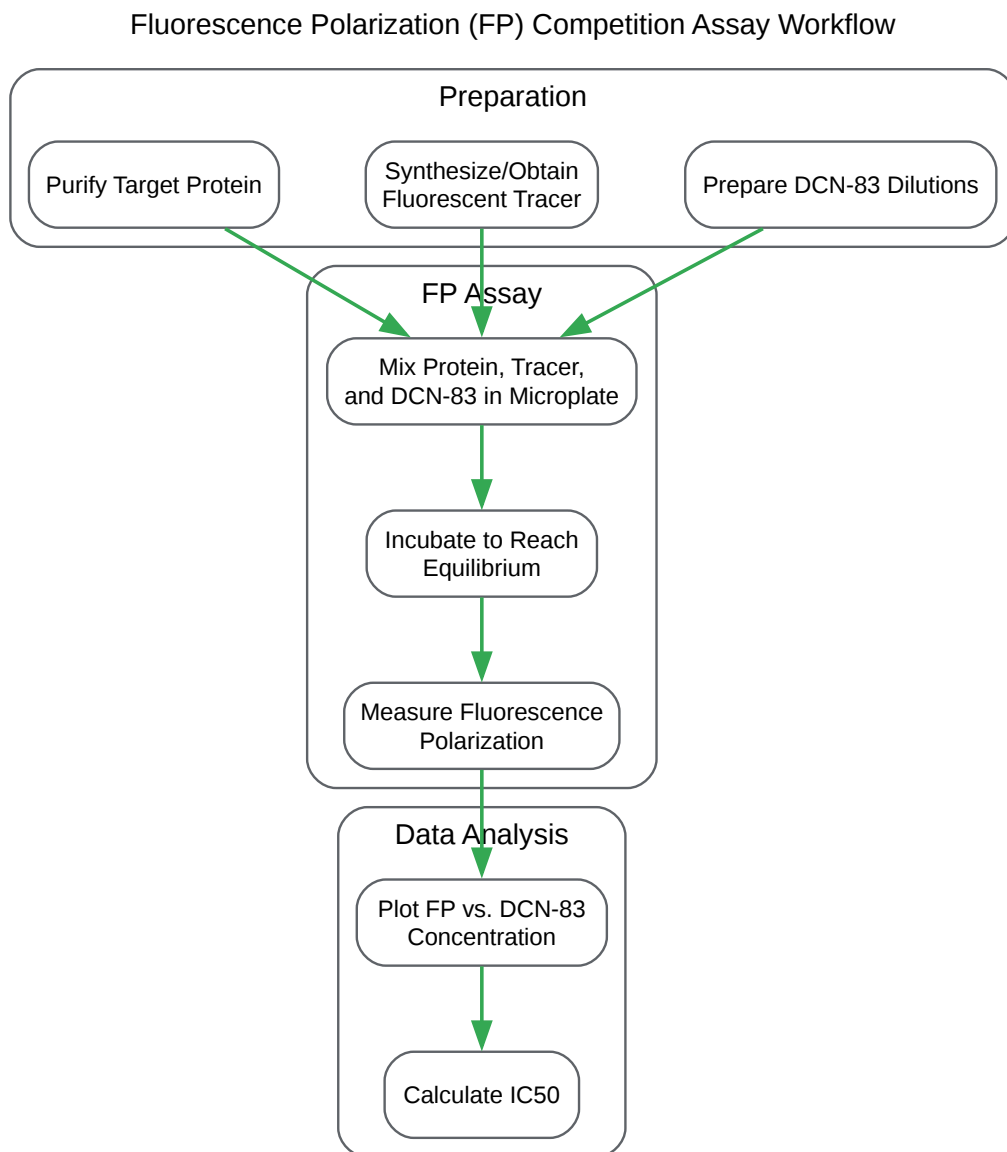 Fluorescence Polarization (FP) Competition Assay Workflow
Preparation
Purify Target Protein
Synthesize/Obtain
Fluorescent Tracer
Prepare DCN-83 Dilutions
FP Assay
Mix Protein, Tracer,
and DCN-83 in Microplate
Incubate to Reach
Equilibrium
Measure Fluorescence
Polarization
Data Analysis
Plot FP vs. DCN-83
Concentration
Calculate IC50